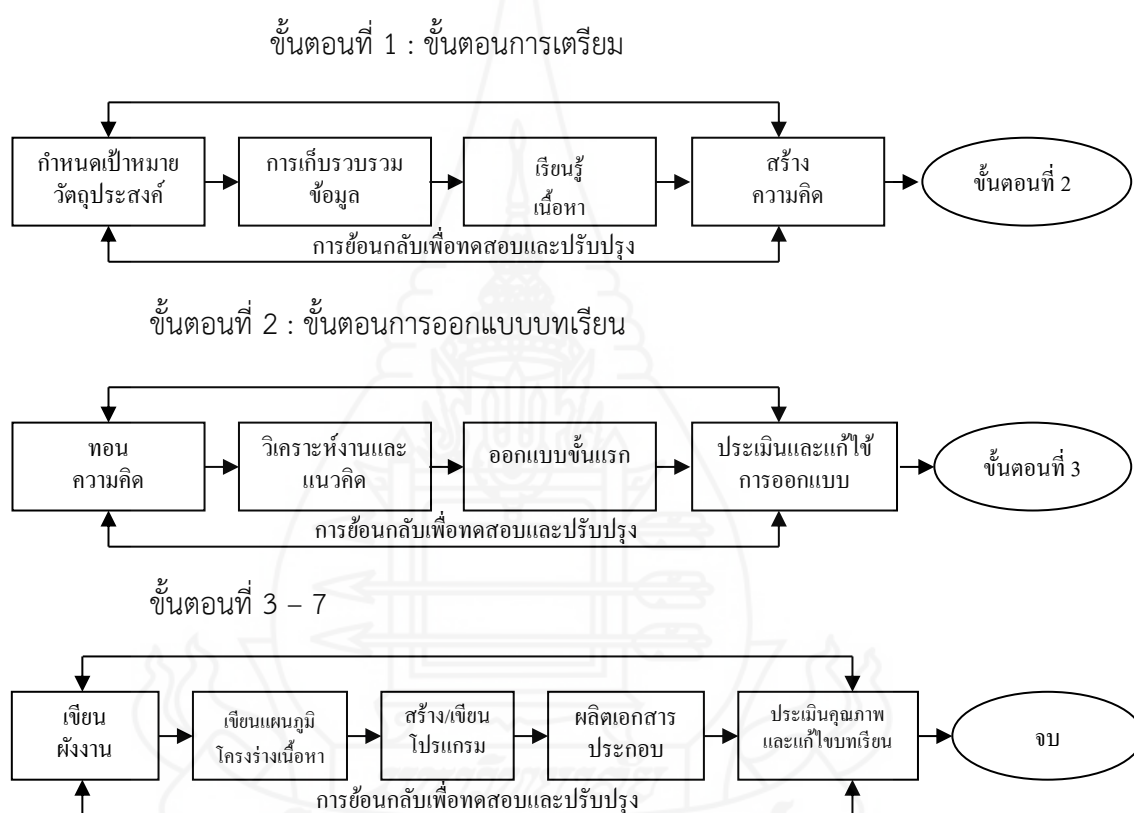 ขั้นตอนที่ 1 : ขั้นตอนการเตรียม
กำหนดเป้าหมาย
วัตถุประสงค์
การเก็บรวบรวม
ข้อมูล
เรียนรู้
เนื้อหา
สร้าง
ความคิด
ขั้นตอนที่ 2
การย้อนกลับเพื่อทดสอบและปรับปรุง
ขั้นตอนที่ 2 : ขั้นตอนการออกแบบบทเรียน
ทอน
ความคิด
วิเคราะห์งานและ
แนวคิด
ออกแบบขั้นแรก
ประเมินและแก้ไข้
การออกแบบ
ขั้นตอนที่ 3
การย้อนกลับเพื่อทดสอบและปรับปรุง
ขั้นตอนที่ 3 – 7
เขียน
ผังงาน
เขียนแผนภูมิ
โครงร่างเนื้อหา
สร้าง/เขียน
โปรแกรม
ผลิตเอกสาร
ประกอบ
ประเมินคุณภาพ
และแก้ไขบทเรียน
จบ
การย้อนกลับเพื่อทดสอบและปรับปรุง